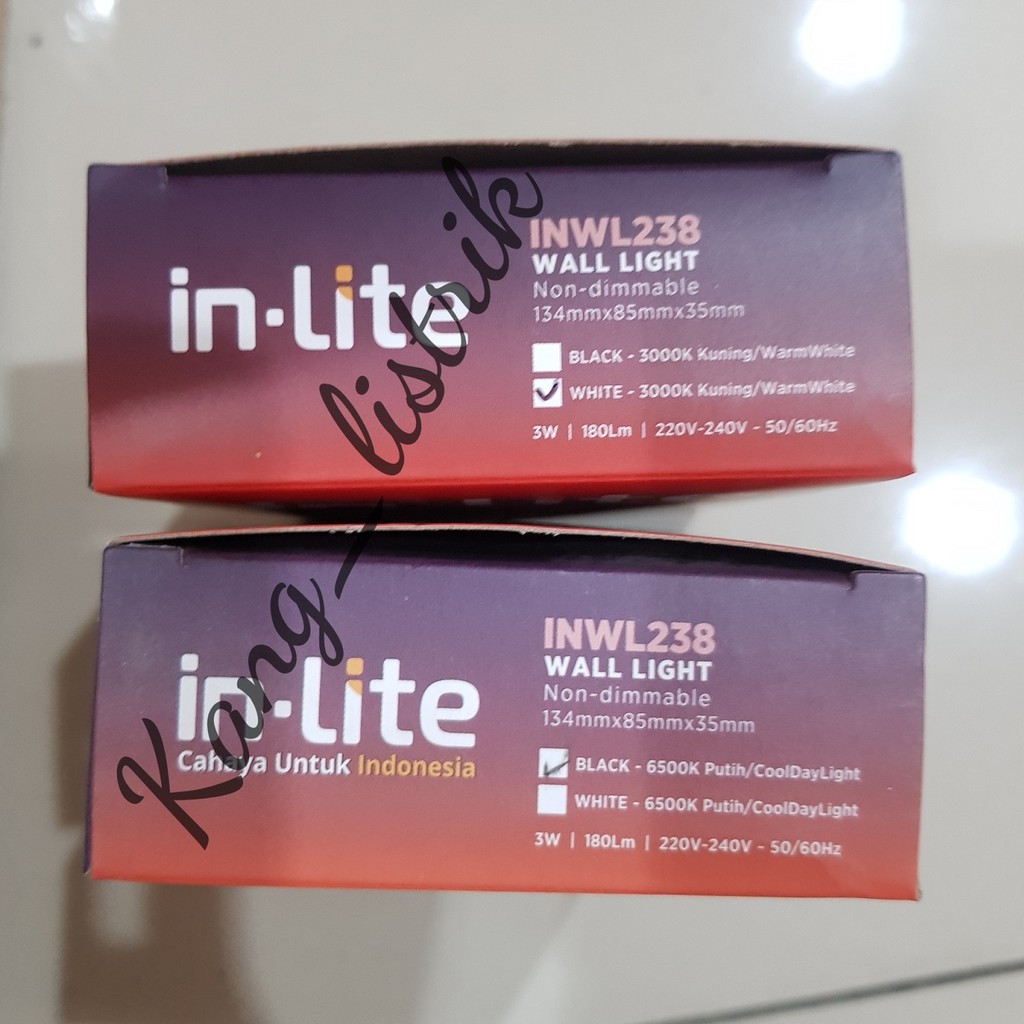 in·lite
INWL238
WALL LIGHT
Non-dimmable
134mmx85mmx35mm
BLACK - 3000K Kuning/WarmWhite
WHITE - 3000K Kuning/WarmWhite
3W | 180Lm | 220V-240V - 50/60Hz
in·lite
Cahaya Untuk Indonesia
INWL238
WALL LIGHT
Non-dimmable
134mmx85mmx35mm
BLACK - 6500K Putih/CoolDayLight
WHITE - 6500K Putih/CoolDayLight
3W | 180Lm | 220V-240V - 50/60Hz
Kang_listrik